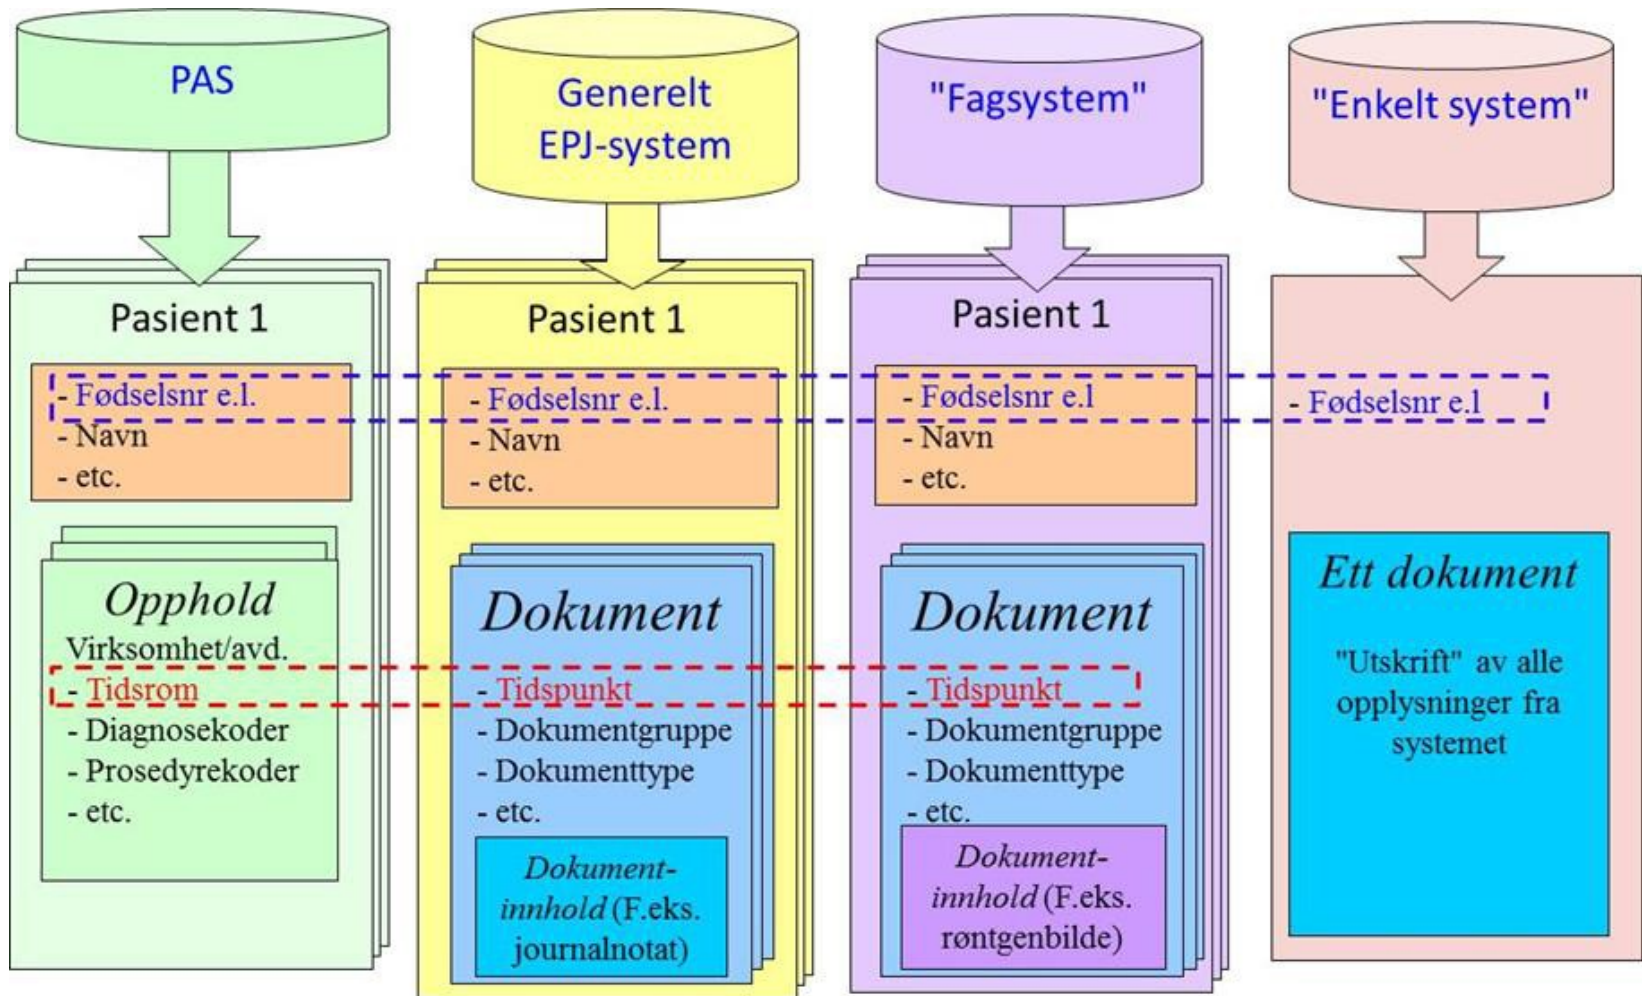 PAS
Pasient 1
- Fødselsnr e.l.
- Navn
- etc.
Opphold
Virksomhet/avd.
- Tidsrom
- Diagnosekoder
- Prosedyrekoder
- etc.
Generelt
EPJ-system
Pasient 1
- Fødselsnr e.l.
- Navn
- etc.
Dokument
- Tidspunkt
- Dokumentgruppe
- Dokumenttype
- etc.
Dokument-
innhold (F.eks.
journalnotat)
"Fagsystem"
Pasient 1
- Fødselsnr e.l
- Navn
- etc.
Dokument
- Tidspunkt
- Dokumentgruppe
- Dokumenttype
- etc.
Dokument-
innhold (F.eks.
røntgenbilde)
"Enkelt system"
- Fødselsnr e.l
Ett dokument
"Utskrift" av alle
opplysninger fra
systemet